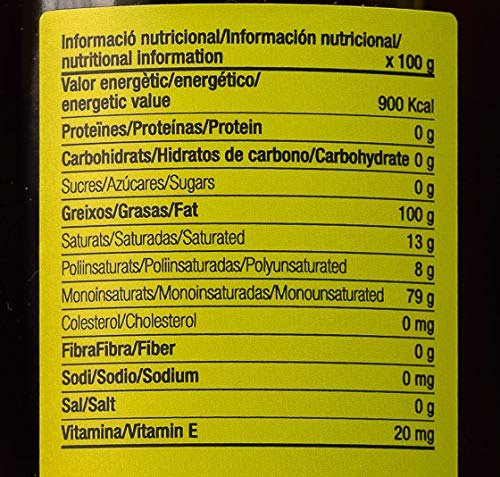 Informació nutricional/Información nutricional/
nutritional information x 100 g
Valor energètic/energético/
energetic value 900 Kcal
Proteïnes/Proteínas/Protein 0 g
Carbohidrats/Hidratos de carbono/Carbohydrate 0 g
Sucres/Azúcares/Sugars 0 g
Greixos/Grasas/Fat 100 g
Saturats/Saturadas/Saturated 13 g
Poliinsaturats/Poliinsaturadas/Polyunsaturated 8 g
Monoinsaturats/Monoinsaturadas/Monounsaturated 79 g
Colesterol/Cholesterol 0 mg
FibraFibra/Fiber 0 g
Sodi/Sodio/Sodium 0 mg
Sal/Salt 0 g
Vitamina/Vitamin E 20 mg